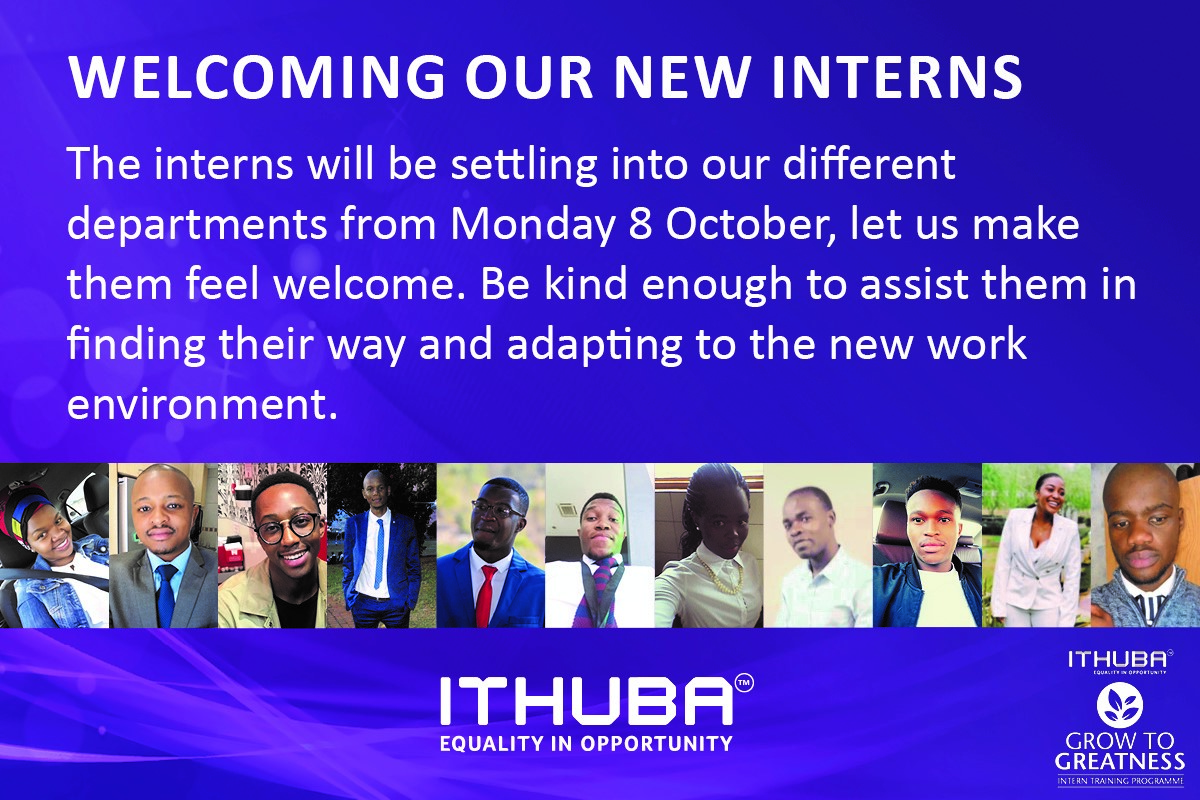 WELCOMING OUR NEW INTERNS
The interns will be settling into our different
departments from Monday 8 October, let us make
them feel welcome. Be kind enough to assist them in
finding their way and adapting to the new work
environment.
ITHUBA™
EQUALITY IN OPPORTUNITY
ITHUBA™
EQUALITY IN OPPORTUNITY
GROW TO
GREATNESS
INTERN TRAINING PROGRAMME